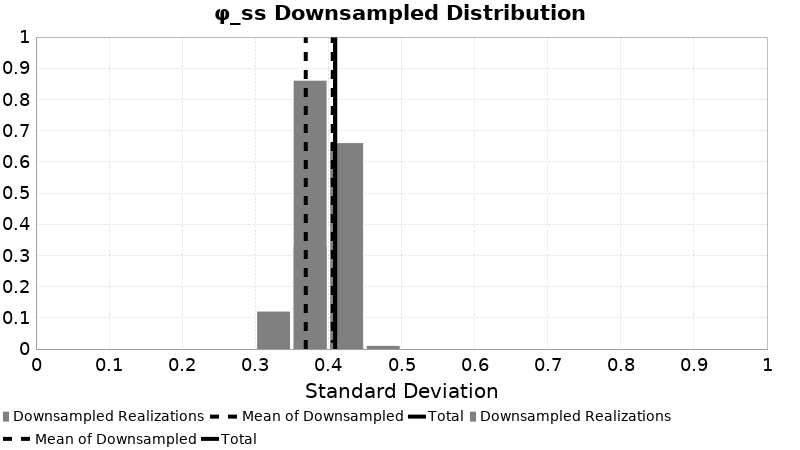 φ_ss Downsampled Distribution
1
0.9
0.8
0.7
0.6
0.5
0.4
0.3
0.2
0.1
0
0 0.1 0.2 0.3 0.4 0.5 0.6 0.7 0.8 0.9 1
Standard Deviation
Downsampled Realizations Mean of Downsampled Total Downsampled Realizations
Mean of Downsampled Total